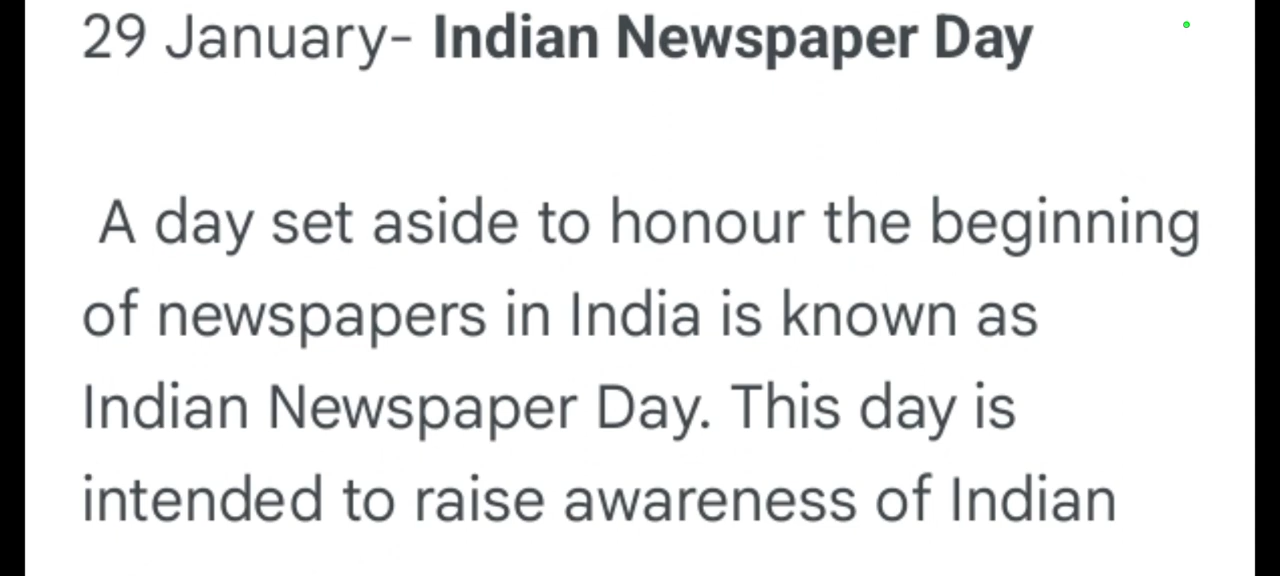 29 January- Indian Newspaper Day
A day set aside to honour the beginning
of newspapers in India is known as
Indian Newspaper Day. This day is
intended to raise awareness of Indian